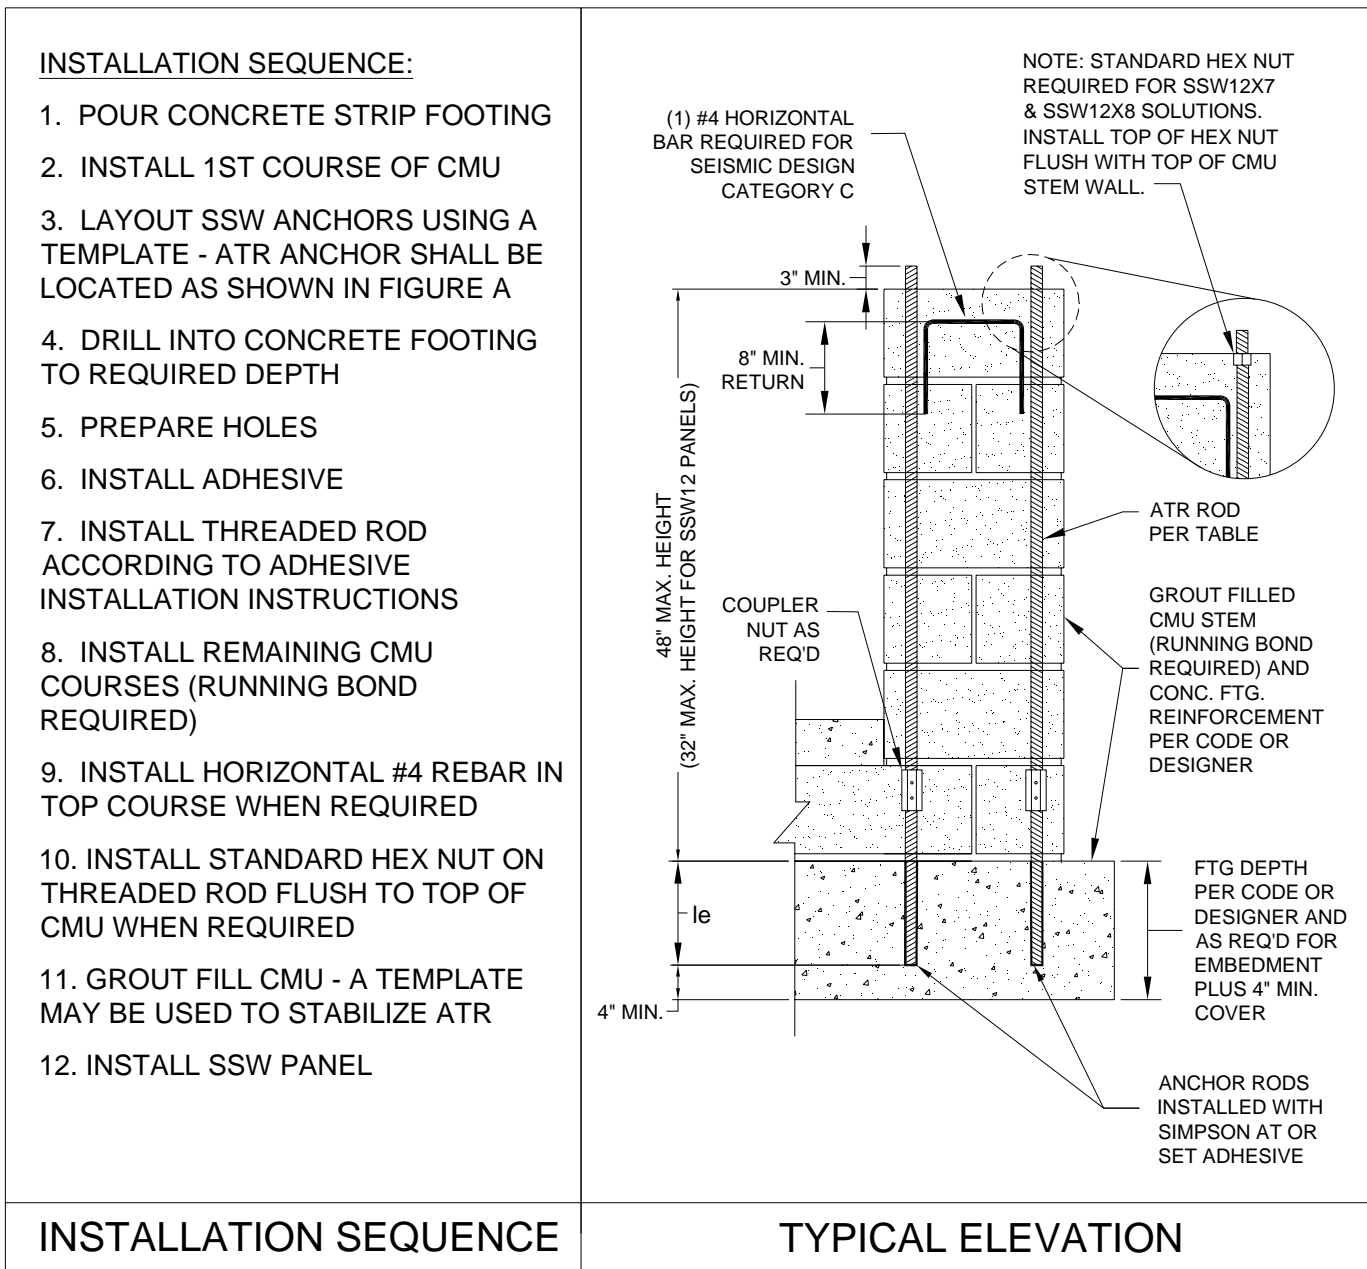 INSTALLATION SEQUENCE:
1. POUR CONCRETE STRIP FOOTING
2. INSTALL 1ST COURSE OF CMU
3. LAYOUT SSW ANCHORS USING A
TEMPLATE - ATR ANCHOR SHALL BE
LOCATED AS SHOWN IN FIGURE A
4. DRILL INTO CONCRETE FOOTING
TO REQUIRED DEPTH
5. PREPARE HOLES
6. INSTALL ADHESIVE
7. INSTALL THREADED ROD
ACCORDING TO ADHESIVE
INSTALLATION INSTRUCTIONS
8. INSTALL REMAINING CMU
COURSES (RUNNING BOND
REQUIRED)
9. INSTALL HORIZONTAL #4 REBAR IN
TOP COURSE WHEN REQUIRED
10. INSTALL STANDARD HEX NUT ON
THREADED ROD FLUSH TO TOP OF
CMU WHEN REQUIRED
11. GROUT FILL CMU - A TEMPLATE
MAY BE USED TO STABILIZE ATR
12. INSTALL SSW PANEL
INSTALLATION SEQUENCE
NOTE: STANDARD HEX NUT
REQUIRED FOR SSW12X7
& SSW12X8 SOLUTIONS.
INSTALL TOP OF HEX NUT
FLUSH WITH TOP OF CMU
STEM WALL.
(1) #4 HORIZONTAL
BAR REQUIRED FOR
SEISMIC DESIGN
CATEGORY C
3" MIN.
8" MIN.
RETURN
48" MAX. HEIGHT
(32" MAX. HEIGHT FOR SSW12 PANELS)
ATR ROD
PER TABLE
COUPLER
NUT AS
REQ'D
GROUT FILLED
CMU STEM
(RUNNING BOND
REQUIRED) AND
CONC. FTG.
REINFORCEMENT
PER CODE OR
DESIGNER
le
4" MIN.
FTG DEPTH
PER CODE OR
DESIGNER AND
AS REQ'D FOR
EMBEDMENT
PLUS 4" MIN.
COVER
ANCHOR RODS
INSTALLED WITH
SIMPSON AT OR
SET ADHESIVE
TYPICAL ELEVATION